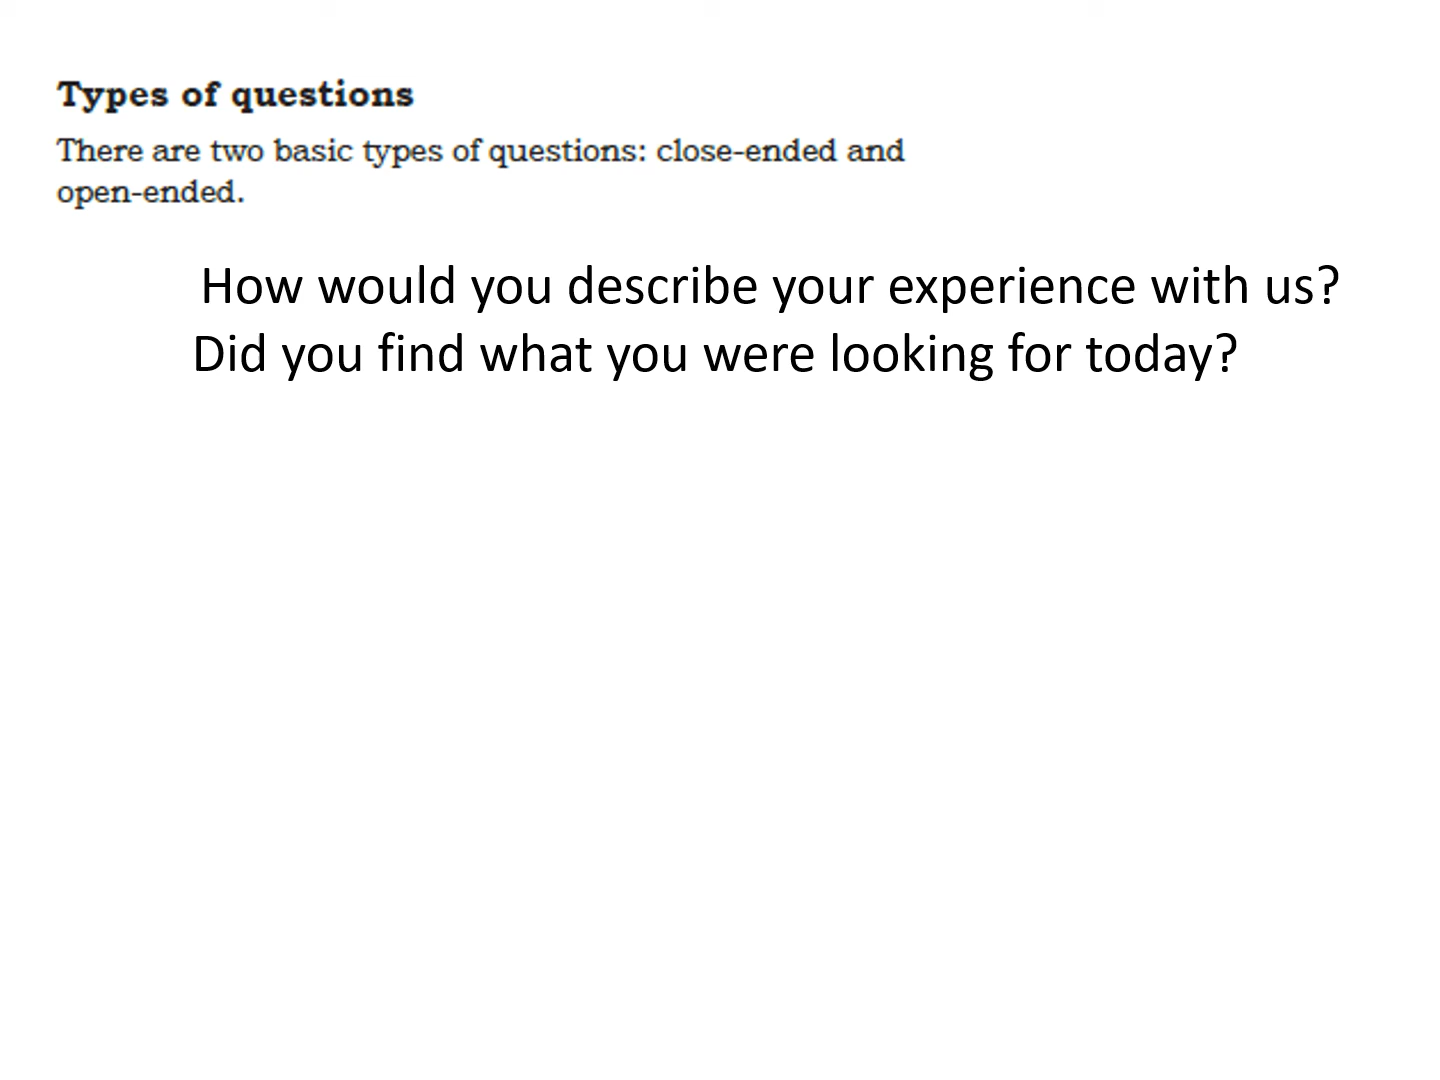 Types of questions
There are two basic types of questions: close-ended and
open-ended.
How would you describe your experience with us?
Did you find what you were looking for today?